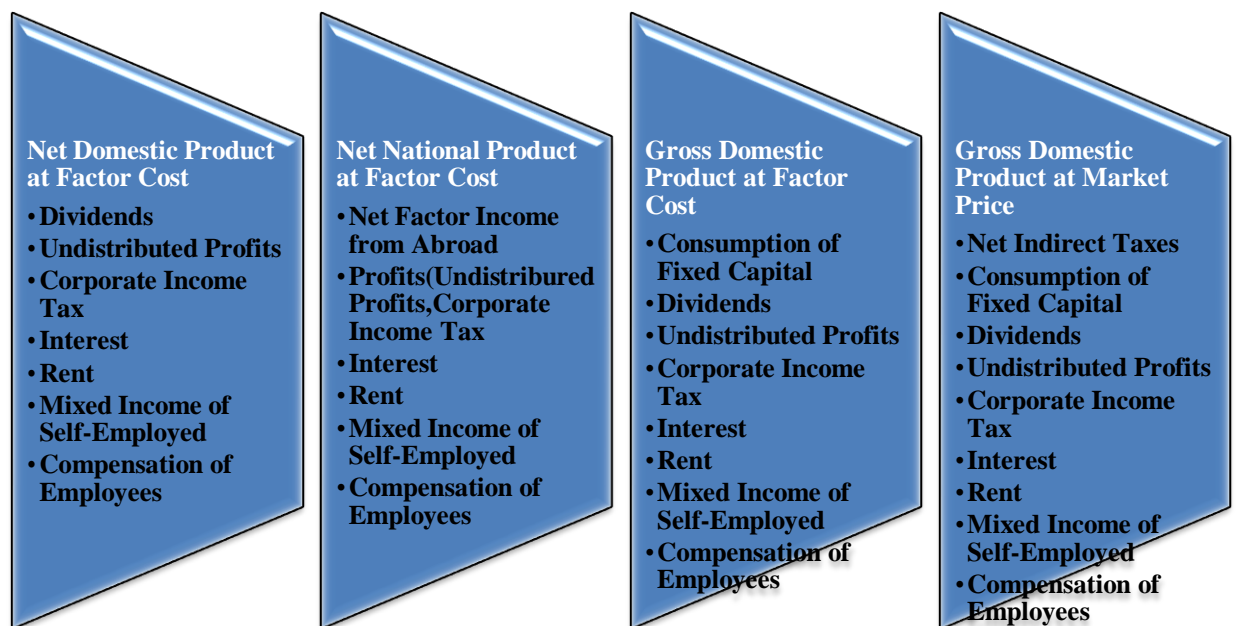 Net Domestic Product
at Factor Cost
•Dividends
•Undistributed Profits
•Corporate Income
Tax
•Interest
•Rent
•Mixed Income of
Self-Employed
•Compensation of
Employees
Net National Product
at Factor Cost
•Net Factor Income
from Abroad
•Profits(Undistribured
Profits,Corporate
Income Tax
•Interest
•Rent
•Mixed Income of
Self-Employed
•Compensation of
Employees
Gross Domestic
Product at Factor
Cost
•Consumption of
Fixed Capital
•Dividends
•Undistributed Profits
•Corporate Income
Tax
•Interest
•Rent
•Mixed Income of
Self-Employed
•Compensation of
Employees
Gross Domestic
Product at Market
Price
•Net Indirect Taxes
•Consumption of
Fixed Capital
•Dividends
•Undistributed Profits
•Corporate Income
Tax
•Interest
•Rent
•Mixed Income of
Self-Employed
•Compensation of
Employees